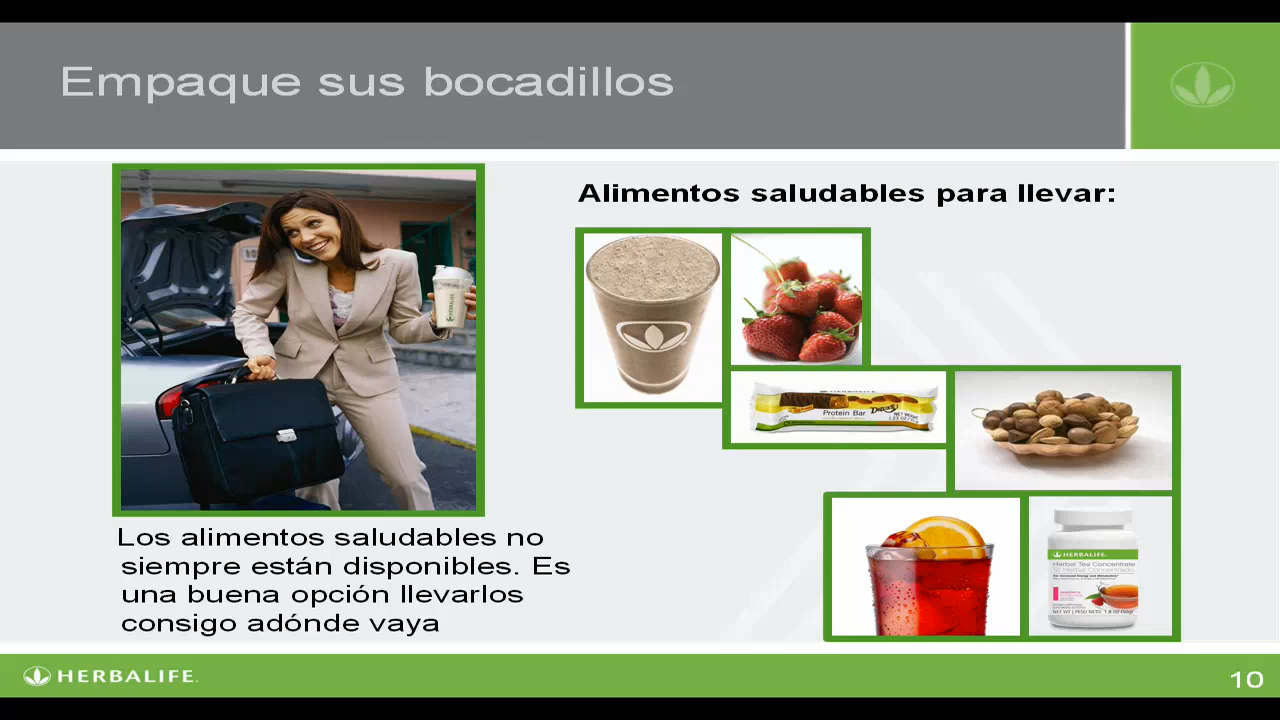 Empaque sus bocadillos
Alimentos saludables para llevar:
HERBALIFE
Protein Bar
HERBALIFE
Herbal Tea Concentrate
Los alimentos saludables no
siempre están disponibles. Es
una buena opción llevarlos
consigo adónde vaya
HERBALIFE
10